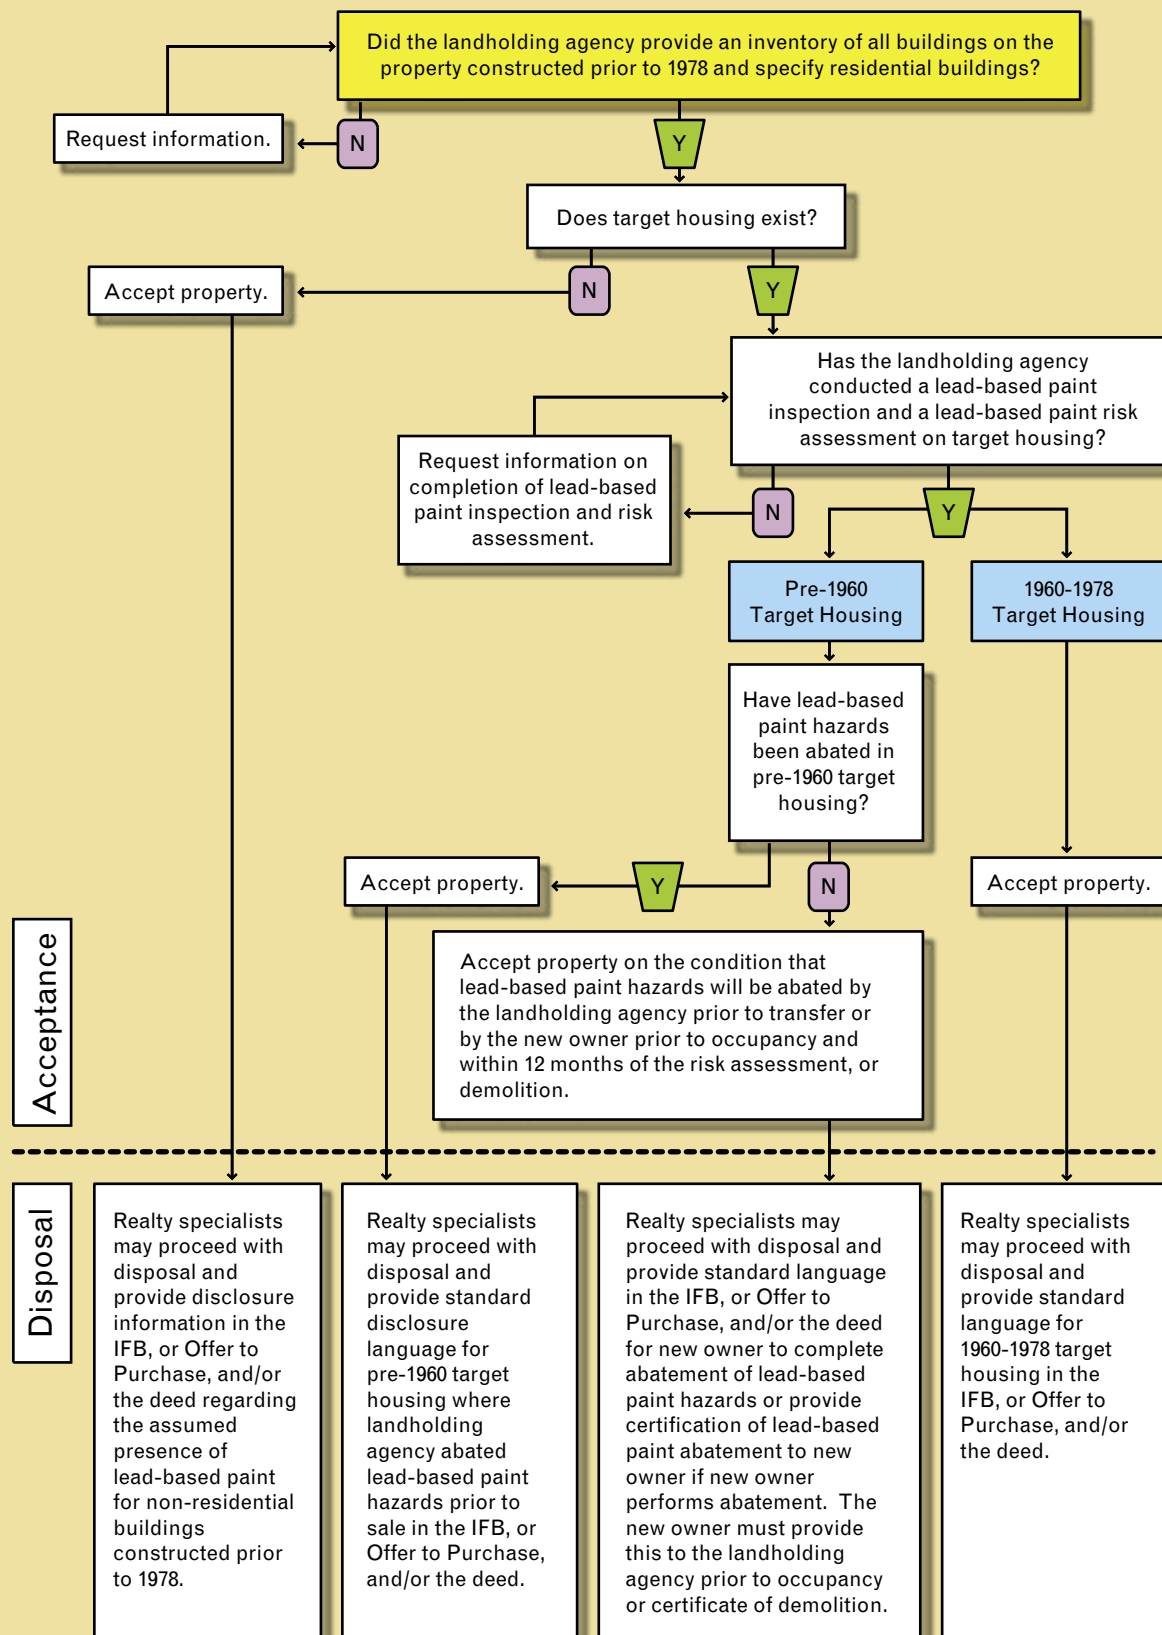 Did the landholding agency provide an inventory of all buildings on the
property constructed prior to 1978 and specify residential buildings?
Request information.
N
Y
Does target housing exist?
Accept property.
N
Y
Has the landholding agency
conducted a lead-based paint
inspection and a lead-based paint risk
assessment on target housing?
Request information on
completion of lead-based
paint inspection and risk
assessment.
N
Y
Pre-1960
Target Housing
1960-1978
Target Housing
Have lead-based
paint hazards
been abated in
pre-1960 target
housing?
Accept property.
Y
N
Accept property.
Acceptance
Accept property on the condition that
lead-based paint hazards will be abated by
the landholding agency prior to transfer or
by the new owner prior to occupancy and
within 12 months of the risk assessment, or
demolition.
Disposal
Realty specialists
may proceed with
disposal and
provide disclosure
information in the
IFB, or Offer to
Purchase, and/or
the deed regarding
the assumed
presence of
lead-based paint
for non-residential
buildings
constructed prior
to 1978.
Realty specialists
may proceed with
disposal and
provide standard
disclosure
language for
pre-1960 target
housing where
landholding
agency abated
lead-based paint
hazards prior to
sale in the IFB, or
Offer to Purchase,
and/or the deed.
Realty specialists may
proceed with disposal and
provide standard language
in the IFB, or Offer to
Purchase, and/or the deed
for new owner to complete
abatement of lead-based
paint hazards or provide
certification of lead-based
paint abatement to new
owner if new owner
performs abatement.  The
new owner must provide
this to the landholding
agency prior to occupancy
or certificate of demolition.
Realty specialists
may proceed with
disposal and
provide standard
language for
1960-1978 target
housing in the
IFB, or Offer to
Purchase, and/or
the deed.